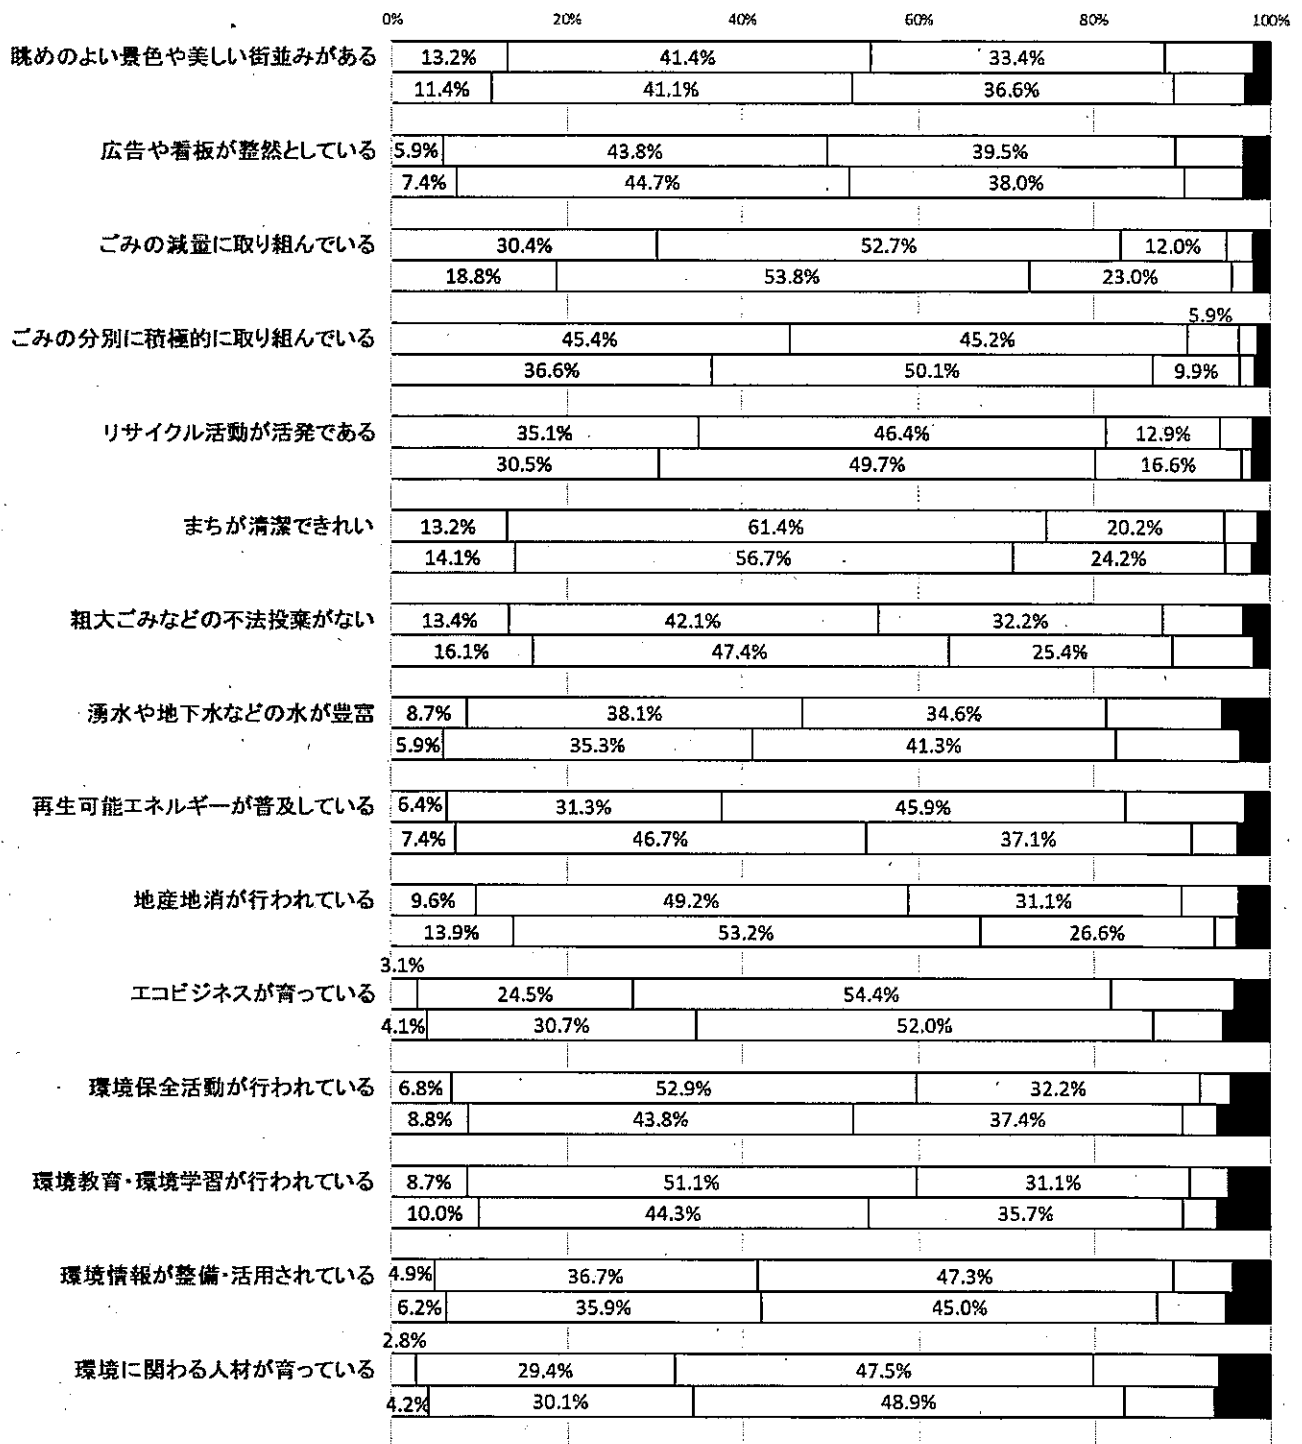 0% 20% 40% 60% 80% 100%
眺めのよい景色や美しい街並みがある 13.2% 41.4% 33.4%
11.4% 41.1% 36.6%
広告や看板が整然としている 5.9% 43.8% 39.5%
7.4% 44.7% 38.0%
ごみの減量に取り組んでいる 30.4% 52.7% 12.0%
18.8% 53.8% 23.0%
5.9%
ごみの分別に積極的に取り組んでいる 45.4% 45.2%
36.6% 50.1% 9.9%
リサイクル活動が活発である 35.1% 46.4% 12.9%
30.5% 49.7% 16.6%
まちが清潔できれい 13.2% 61.4% 20.2%
14.1% 56.7% 24.2%
粗大ごみなどの不法投棄がない 13.4% 42.1% 32.2%
16.1% 47.4% 25.4%
湧水や地下水などの水が豊富 8.7% 38.1% 34.6%
5.9% 35.3% 41.3%
再生可能エネルギーが普及している 6.4% 31.3% 45.9%
7.4% 46.7% 37.1%
地産地消が行われている 9.6% 49.2% 31.1%
13.9% 53.2% 26.6%
3.1%
エコビジネスが育っている 24.5% 54.4%
4.1% 30.7% 52.0%
環境保全活動が行われている 6.8% 52.9% 32.2%
8.8% 43.8% 37.4%
環境教育・環境学習が行われている 8.7% 51.1% 31.1%
10.0% 44.3% 35.7%
環境情報が整備・活用されている 4.9% 36.7% 47.3%
6.2% 35.9% 45.0%
2.8%
環境に関わる人材が育っている 29.4% 47.5%
4.2% 30.1% 48.9%